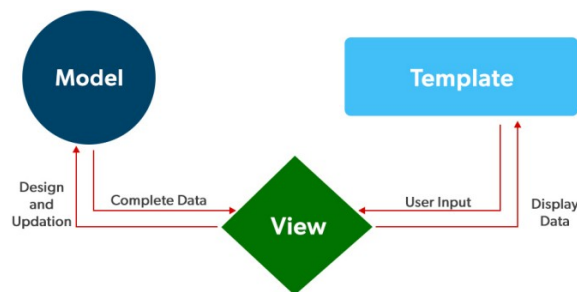 Model
Template
Design
and
Updation
Complete Data
User Input
Display
Data
View